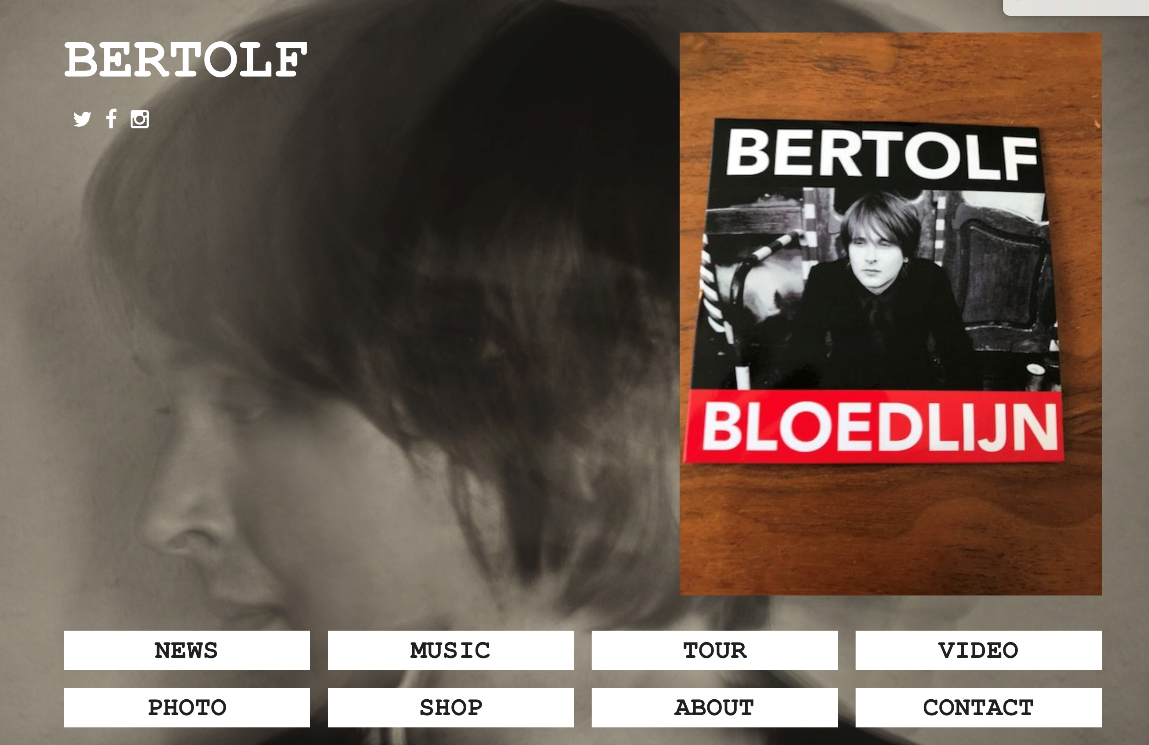 BERTOLF
BERTOLF
BLOEDLIJN
NEWS
MUSIC
TOUR
VIDEO
PHOTO
SHOP
ABOUT
CONTACT